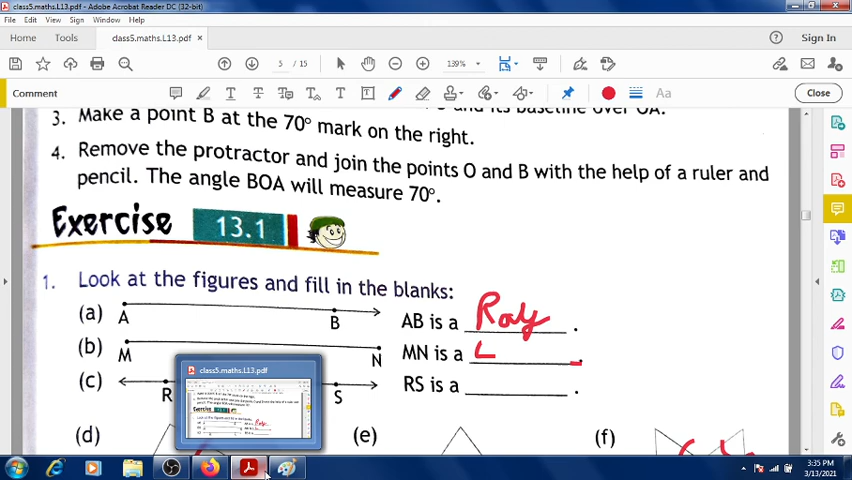 class5.maths.L13.pdf - Adobe Acrobat Reader DC (32-bit)
File Edit View Sign Window Help
Home Tools class5.maths.L13.pdf × Sign In
5 / 15 139%
Comment Aa Close
3. Make a point B at the 70° mark on the right.
4. Remove the protractor and join the points O and B with the help of a ruler and
pencil. The angle BOA will measure 70°.
Exercise 13.1
1. Look at the figures and fill in the blanks:
(a) A B AB is a Ray .
(b) M N MN is a
(c) R S RS is a .
class5.maths.L13.pdf
(d) (e) (f)
3:35 PM
3/13/2021